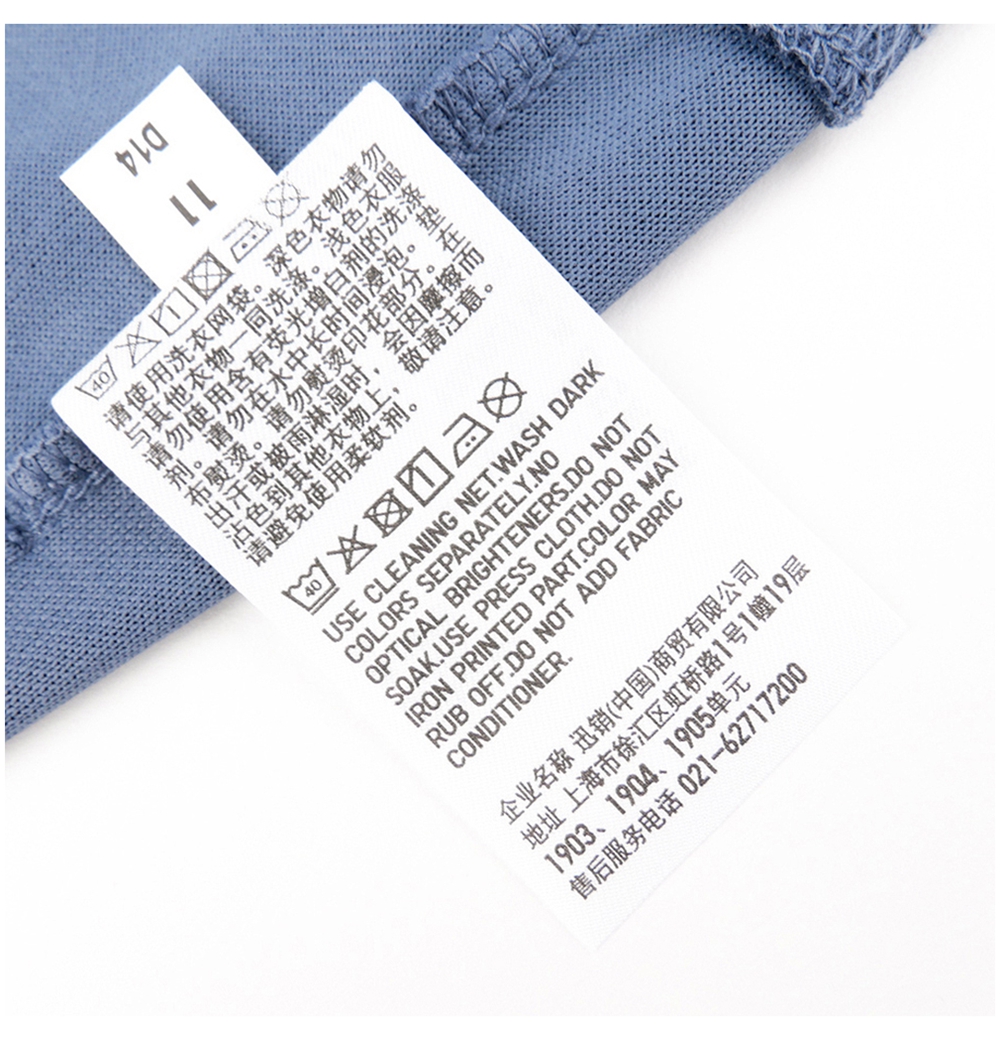 D14
11
40
请使用洗衣网袋。深色衣物请勿
与其他衣物一同洗涤。浅色衣服
请勿使用含有荧光增白剂的洗涤
剂。请勿在水中长时间浸泡。垫
布熨烫。请勿熨烫印花部分。在
出汗或被雨淋湿时，会因摩擦而
沾色到其他衣物上，敬请注意。
请避免使用柔软剂。
40
USE CLEANING NET.WASH DARK
COLORS SEPARATELY.NO
OPTICAL BRIGHTENERS.DO NOT
SOAK.USE PRESS CLOTH.DO NOT
IRON PRINTED PART.COLOR MAY
RUB OFF.DO NOT ADD FABRIC
CONDITIONER.
企业名称 迅销(中国)商贸有限公司
地址 上海市徐汇区虹桥路1号1幢19层
1903、1904、1905单元
售后服务电话 021-62717200